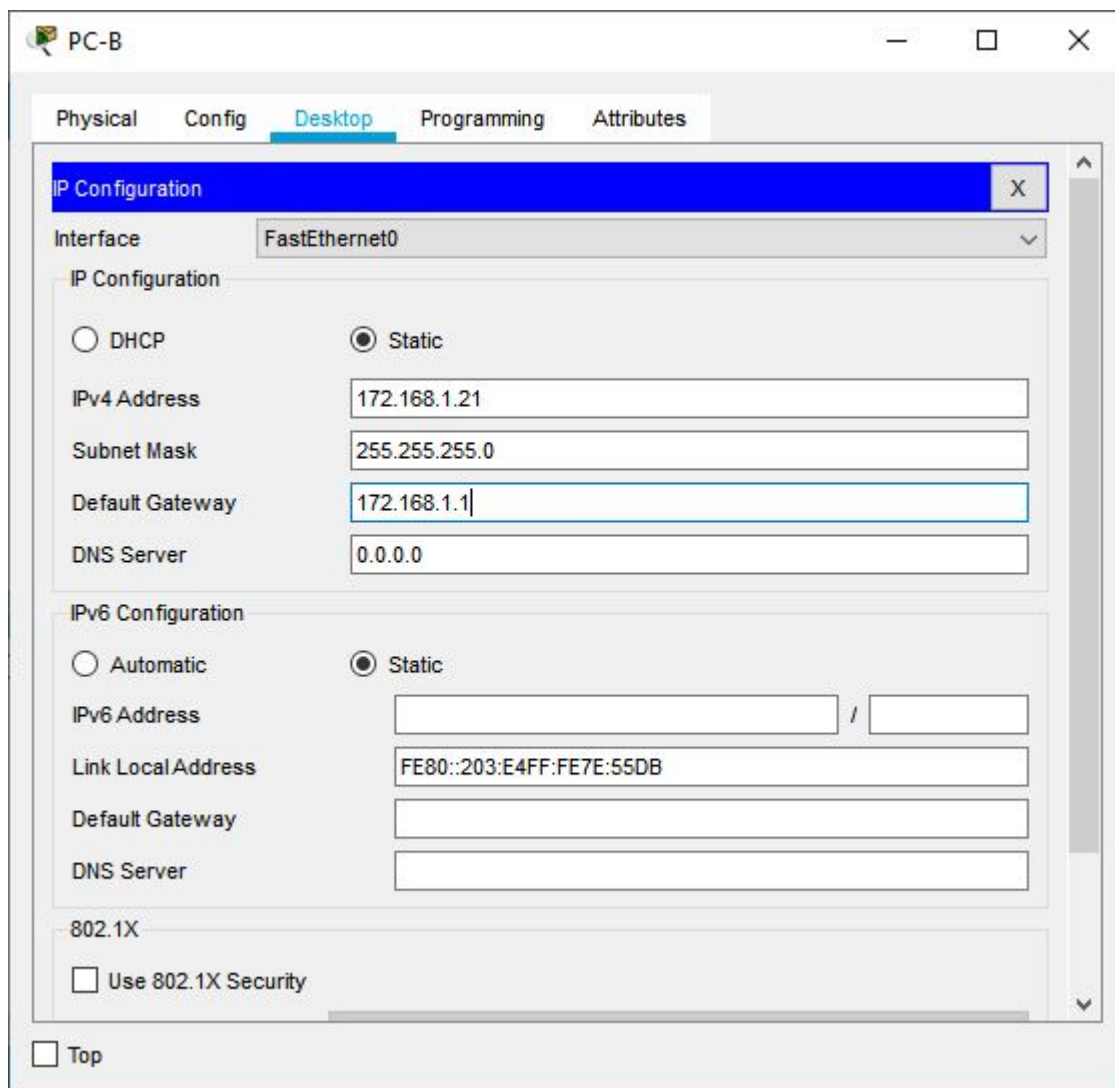 PC-B
Physical Config Desktop Programming Attributes
IP Configuration X
Interface FastEthernet0
IP Configuration
DHCP Static
IPv4 Address 172.168.1.21
Subnet Mask 255.255.255.0
Default Gateway 172.168.1.1
DNS Server 0.0.0.0
IPv6 Configuration
Automatic Static
IPv6 Address /
Link Local Address FE80::203:E4FF:FE7E:55DB
Default Gateway
DNS Server
802.1X
Use 802.1X Security
Top